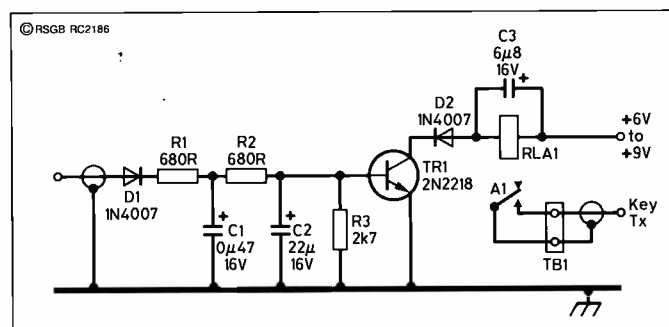 ©RSGB RC2186
C3
6µ8
16V
+
D2
1N4007
+6V
to
+9V
RLA1
R1
680R
R2
680R
TR1
2N2218
A1
Key
Tx
D1
1N4007
+
C1
0µ47
16V
+
C2
22µ
16V
R3
2k7
TB1